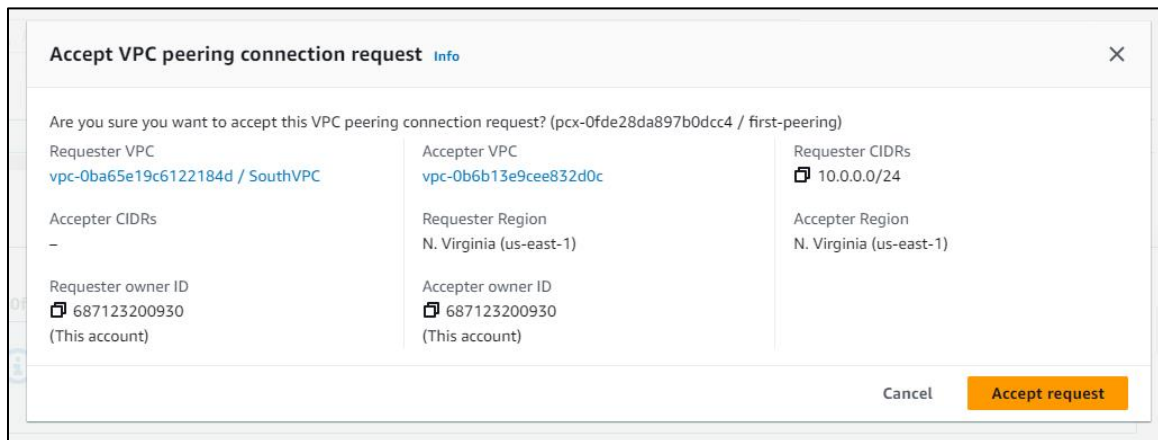 Accept VPC peering connection request Info
Are you sure you want to accept this VPC peering connection request? (pcx-0fde28da897b0dcc4 / first-peering)
Requester VPC
vpc-0ba65e19c6122184d / SouthVPC
Accepter VPC
vpc-0b6b13e9cee832d0c
Requester CIDRs
10.0.0.0/24
Accepter CIDRs
–
Requester Region
N. Virginia (us-east-1)
Accepter Region
N. Virginia (us-east-1)
Requester owner ID
687123200930
(This account)
Accepter owner ID
687123200930
(This account)
Cancel
Accept request